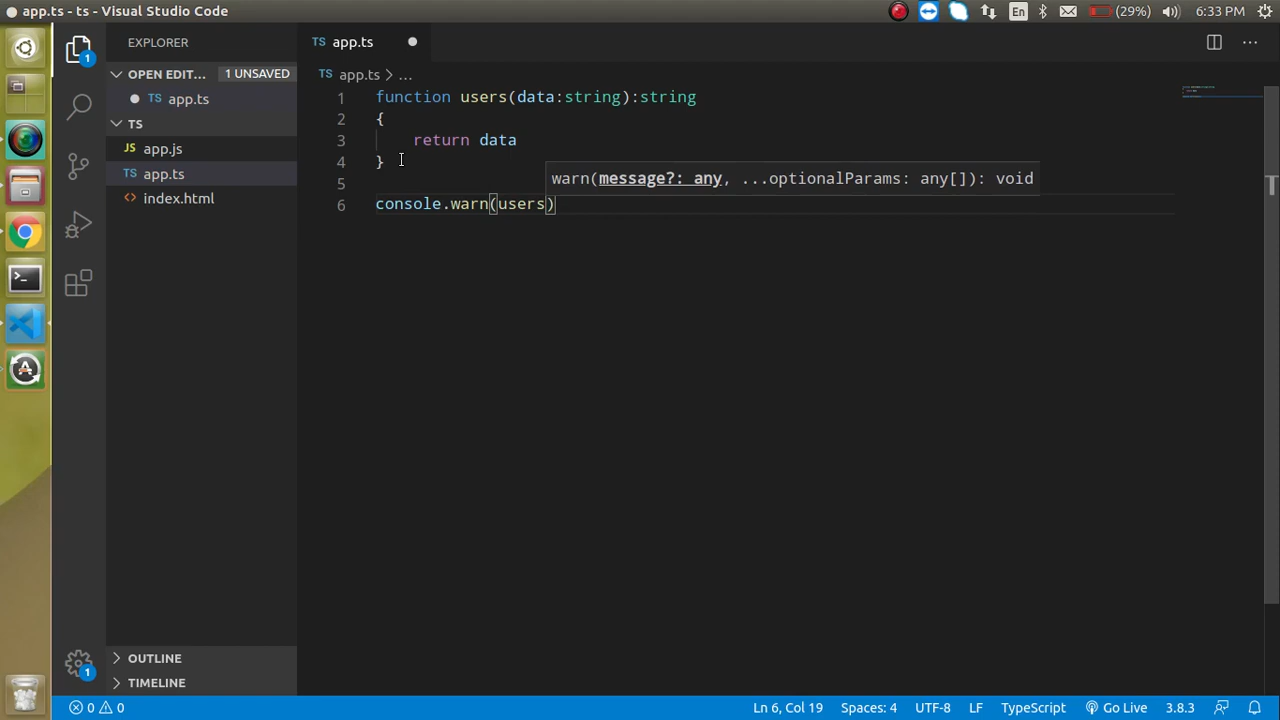 app.ts - ts - Visual Studio Code
En
(29%)
6:33 PM
EXPLORER
OPEN EDIT...
1 UNSAVED
TS app.ts
TS
JS app.js
TS app.ts
<> index.html
OUTLINE
TIMELINE
1
1
TS app.ts
TS app.ts > ...
1 function users(data:string):string
2 {
3 return data
4 }
warn(message?: any, ...optionalParams: any[]): void
5
6 console.warn(users)
0 0
Ln 6, Col 19
Spaces: 4
UTF-8
LF
TypeScript
Go Live
3.8.3